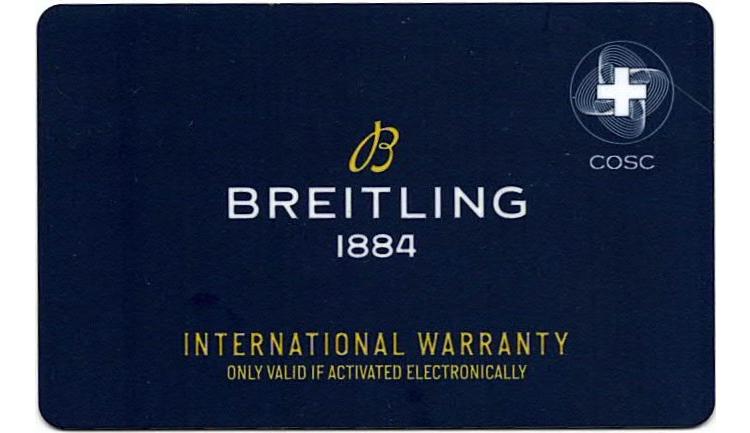 COSC
B
BREITLING
1884
INTERNATIONAL WARRANTY
ONLY VALID IF ACTIVATED ELECTRONICALLY